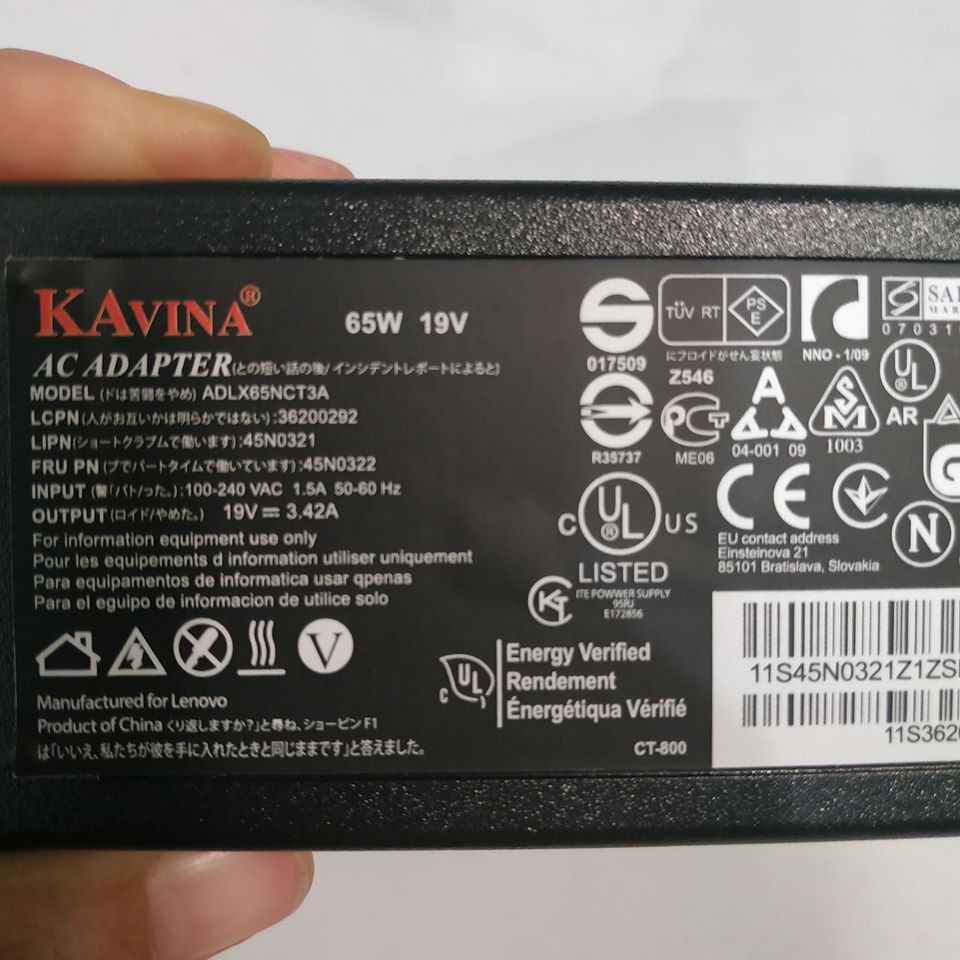 KAVINA®
65W 19V
AC ADAPTER(との短い話の後/インシデントレポートによると)
MODEL (ドは苦闘をやめ) ADLX65NCT3A
LCPN(人がお互いかは明らかではない):36200292
LIPN(ショートクラブムで働います):45N0321
FRU PN (ブでパートタイムで働いています):45N0322
INPUT (警「バト/った。):100-240 VAC 1.5A 50-60 Hz
OUTPUT(ロイド/やめた。) 19V ⎓ 3.42A
For information equipment use only
Pour les equipements d information utiliser uniquement
Para equipamentos de informatica usar qpenas
Para el eguipo de informacion de utilice solo
V
Manufactured for Lenovo
Product of China くり返しますか?」と尋ね、ショービンF1
は「いいえ、私たちが彼を手に入れたときと同じままです」と答えました。
S
017509
TÜV RT
PS
E
にフロイドがせん妄状態
NNO - 1/09
07031
Z546
R35737
ME06
A
04-001 09
S
M
1003
UL
®
AR
C UL US
®
LISTED
ITE POWWER SUPPLY
95RJ
E172856
CE
EU contact address
Einsteinova 21
85101 Bratislava, Slovakia
N
C UL
Energy Verified
Rendement
Énergétiqua Vérifié
CT-800
11S45N0321Z1ZS
11S362